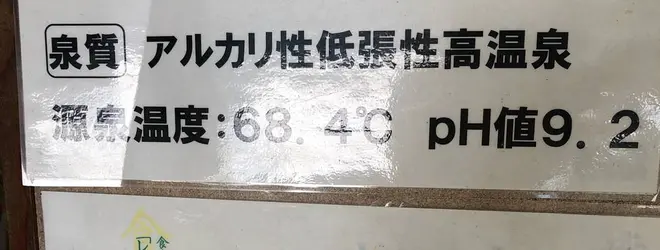 泉質 アルカリ性低張性高温泉
源泉温度:68.4℃ pH値9.2
食